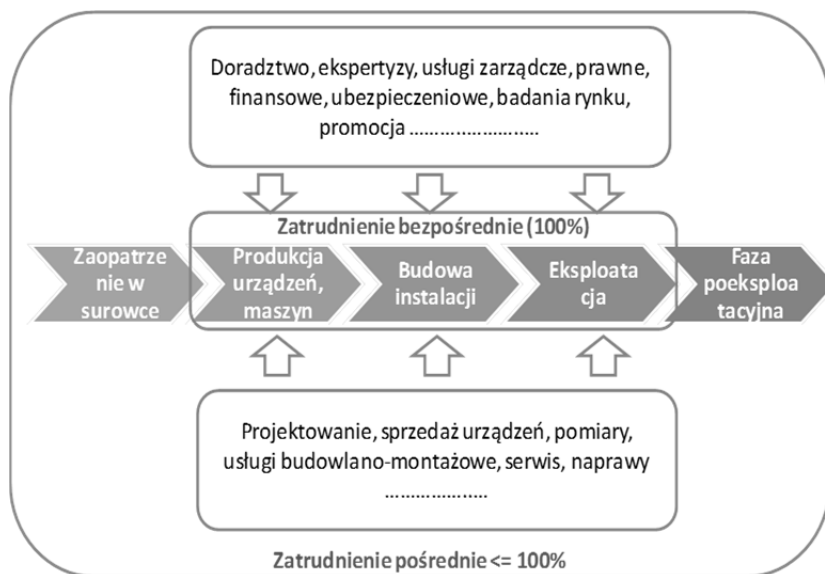 Doradztwo, ekspertyzy, usługi zarządcze, prawne,
finansowe, ubezpieczeniowe, badania rynku,
promocja ........................
Zatrudnienie bezpośrednie (100%)
Zaopatrze
nie w
surowce
Produkcja
urządzeń,
maszyn
Budowa
instalacji
Eksploata
cja
Faza
poeksploa
tacyjna
Projektowanie, sprzedaż urządzeń, pomiary,
usługi budowlano-montażowe, serwis, naprawy
.....................
Zatrudnienie pośrednie <= 100%